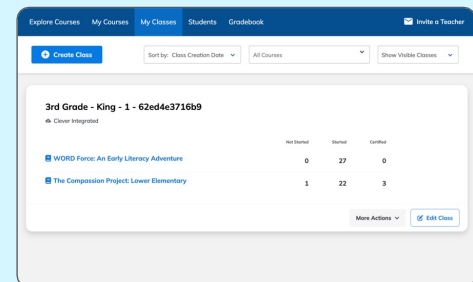 Explore Courses My Courses My Classes Students Gradebook Invite a Teacher
Create Class Sort by: Class Creation Date All Courses Show Visible Classes
3rd Grade - King - 1 - 62ed4e3716b9
Clever Integrated
Not Started Started Certified
WORD Force: An Early Literacy Adventure 0 27 0
The Compassion Project: Lower Elementary 1 22 3
More Actions Edit Class